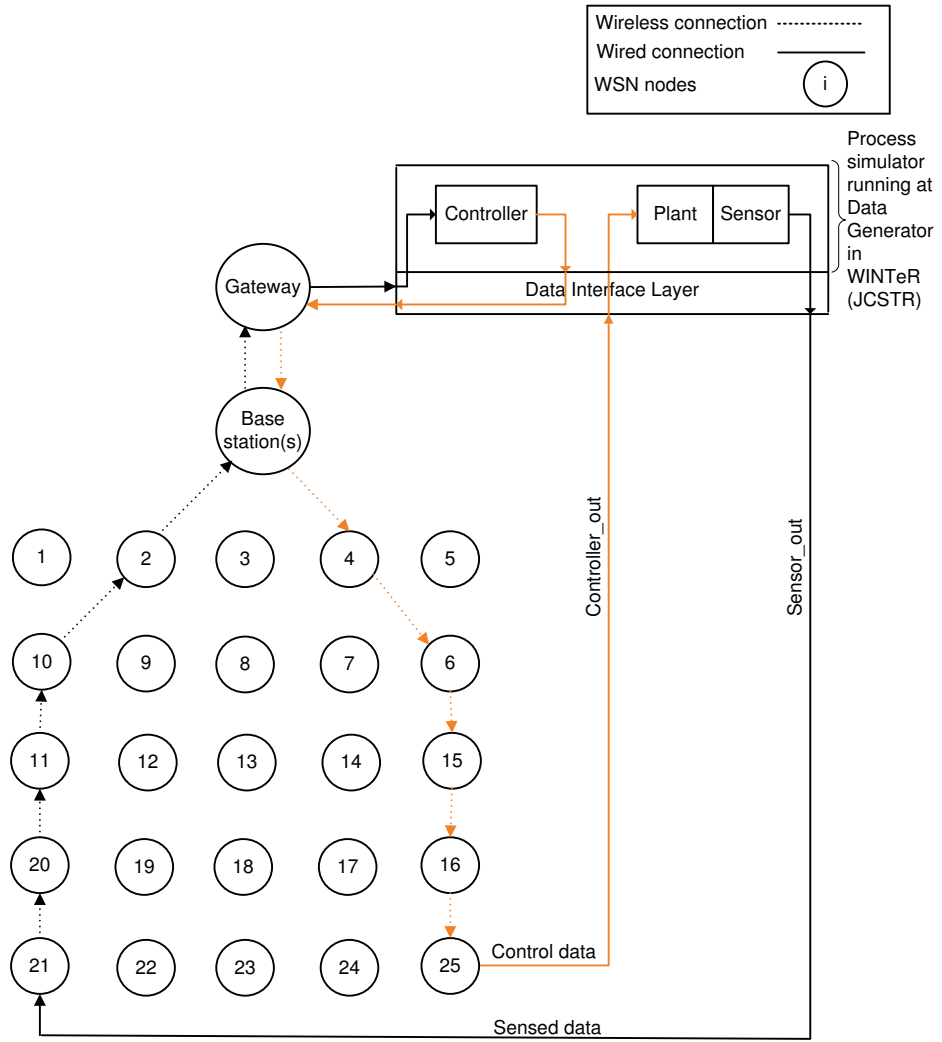 Wireless connection
Wired connection
WSN nodes
i
Process
simulator
running at
Data
Generator
in
WINTeR
(JCSTR)
Controller
Plant
Sensor
Gateway
Data Interface Layer
Base
station(s)
Controller_out
Sensor_out
1
2
3
4
5
10
9
8
7
6
11
12
13
14
15
20
19
18
17
16
21
22
23
24
25
Control data
Sensed data